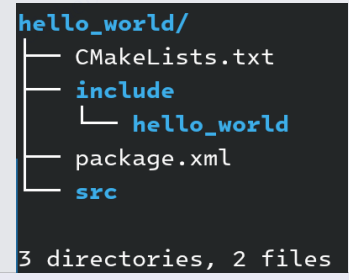 hello_world/
├── CMakeLists.txt
├── include
│   └── hello_world
├── package.xml
└── src
3 directories, 2 files